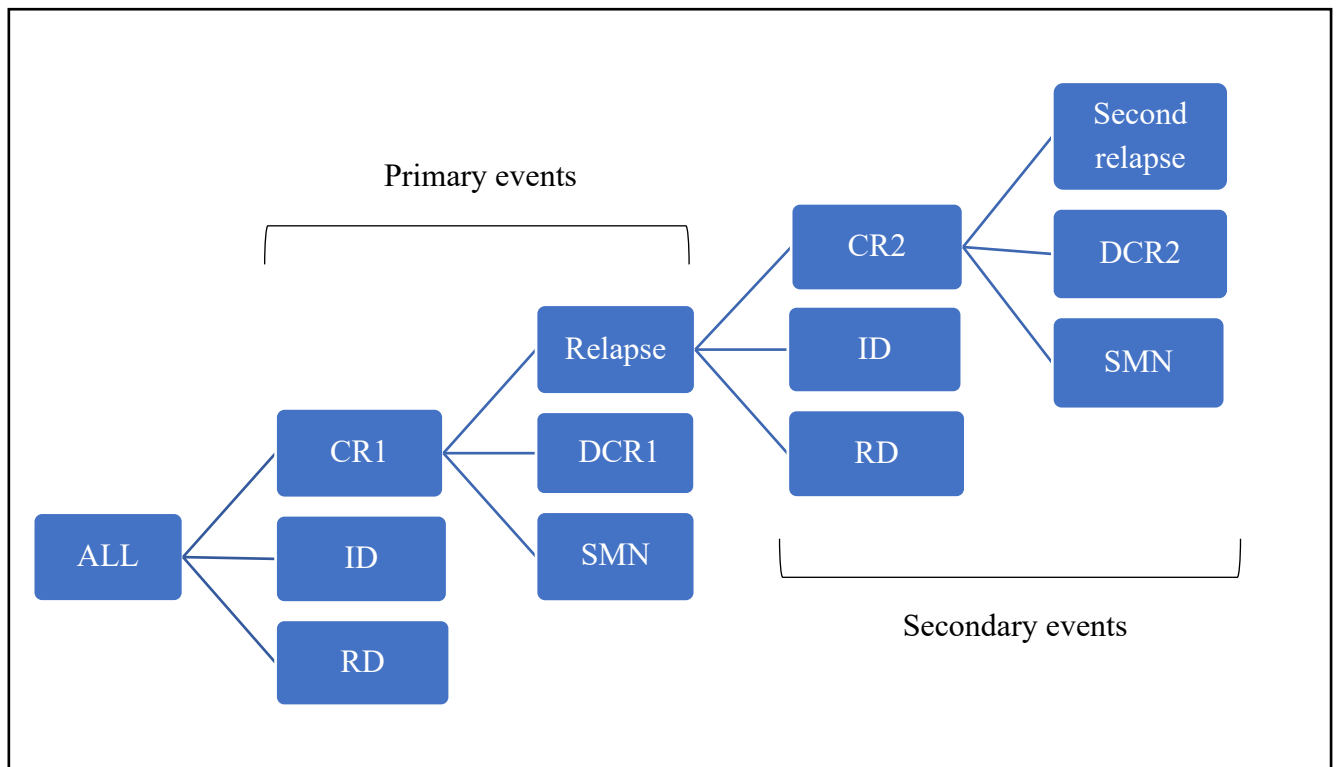 Primary events
Second
relapse
CR2
DCR2
Relapse
ID
SMN
CR1
DCR1
RD
ALL
ID
SMN
RD
Secondary events